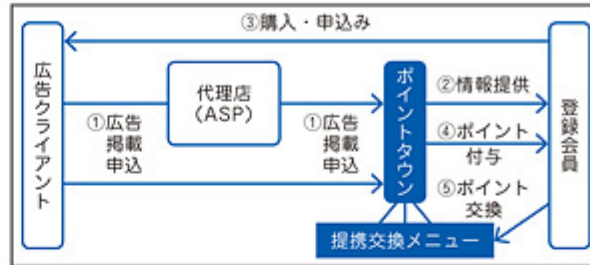 ③購入・申込み
広告クライアント
代理店
(ASP)
①広告
掲載
申込
①広告
掲載
申込
ポイントタウン
②情報提供
④ポイント
付与
⑤ポイント
交換
登録会員
提携交換メニュー